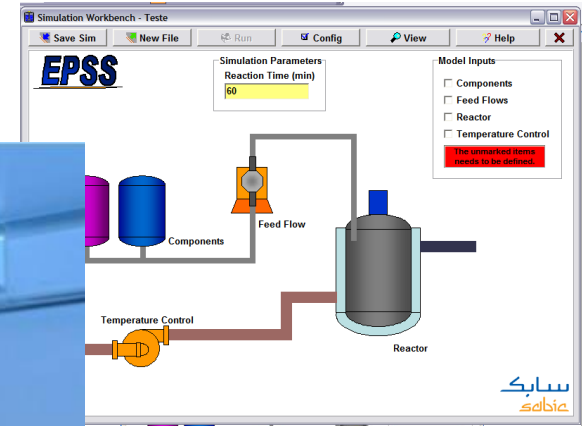 Simulation Workbench - Teste
Save Sim
New File
Run
Config
View
Help
EPSS
Simulation Parameters
Reaction Time (min)
60
Model Inputs
Components
Feed Flows
Reactor
Temperature Control
The unmarked items
needs to be defined.
Components
Feed Flow
Temperature Control
Reactor
سابك
sabic